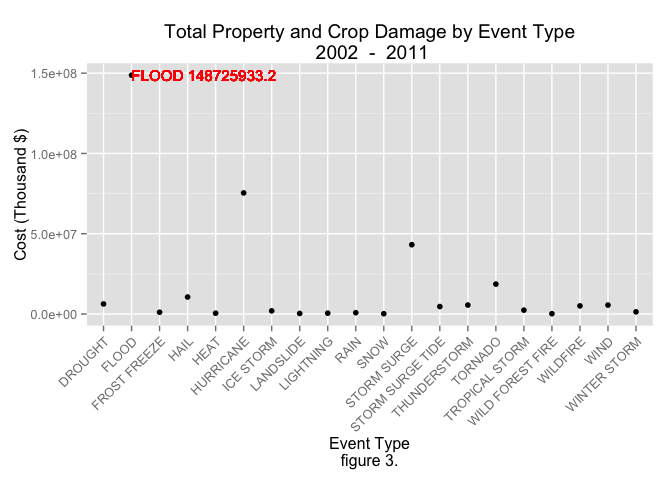 Total Property and Crop Damage by Event Type
2002 - 2011
1.5e+08
FLOOD 148725933.2
1.0e+08
5.0e+07
0.0e+00
Cost (Thousand $)
DROUGHT
FLOOD
FROST FREEZE
HAIL
HEAT
HURRICANE
ICE STORM
LANDSLIDE
LIGHTNING
RAIN
SNOW
STORM SURGE
STORM SURGE TIDE
THUNDERSTORM
TORNADO
TROPICAL STORM
WILD FOREST FIRE
WILDFIRE
WIND
WINTER STORM
Event Type
figure 3.